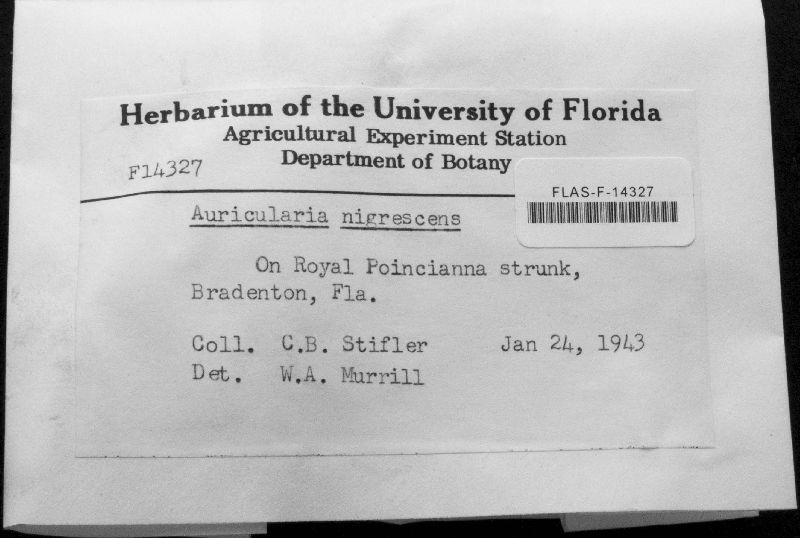 Herbarium of the University of Florida
Agricultural Experiment Station
Department of Botany
F14327
FLAS-F-14327
Auricularia nigrescens
On Royal Poincianna strunk,
Bradenton, Fla.
Coll. C.B. Stifler Jan 24, 1943
Det. W.A. Murrill